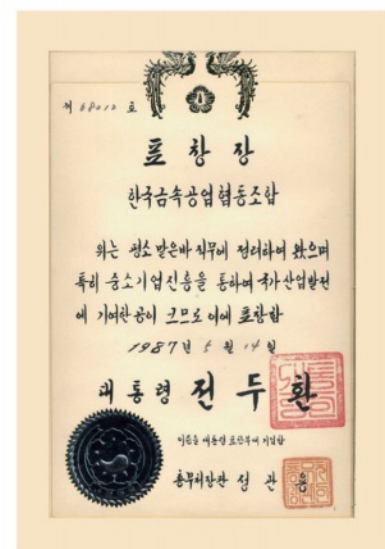 제 68012 호
표 창 장
한국금속공업협동조합
위는 평소 맡은바 직무에 정려하여 왔으며
특히 중소기업진흥을 통하여 국가산업발전
에 기여한공이 크므로 이에 표창함
1987년 5월 14일
대통령 전두환
이증을 대통령 표창부에 기입함
총무처장관 정관용